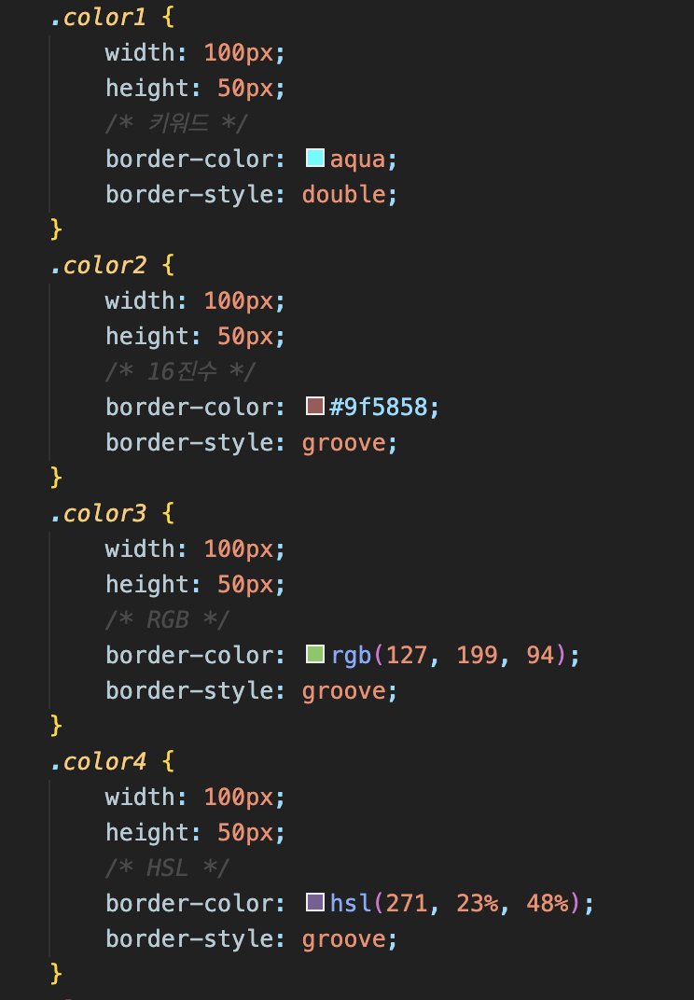 .color1 {
    width: 100px;
    height: 50px;
    /* 키워드 */
    border-color: aqua;
    border-style: double;
}
.color2 {
    width: 100px;
    height: 50px;
    /* 16진수 */
    border-color: #9f5858;
    border-style: groove;
}
.color3 {
    width: 100px;
    height: 50px;
    /* RGB */
    border-color: rgb(127, 199, 94);
    border-style: groove;
}
.color4 {
    width: 100px;
    height: 50px;
    /* HSL */
    border-color: hsl(271, 23%, 48%);
    border-style: groove;
}